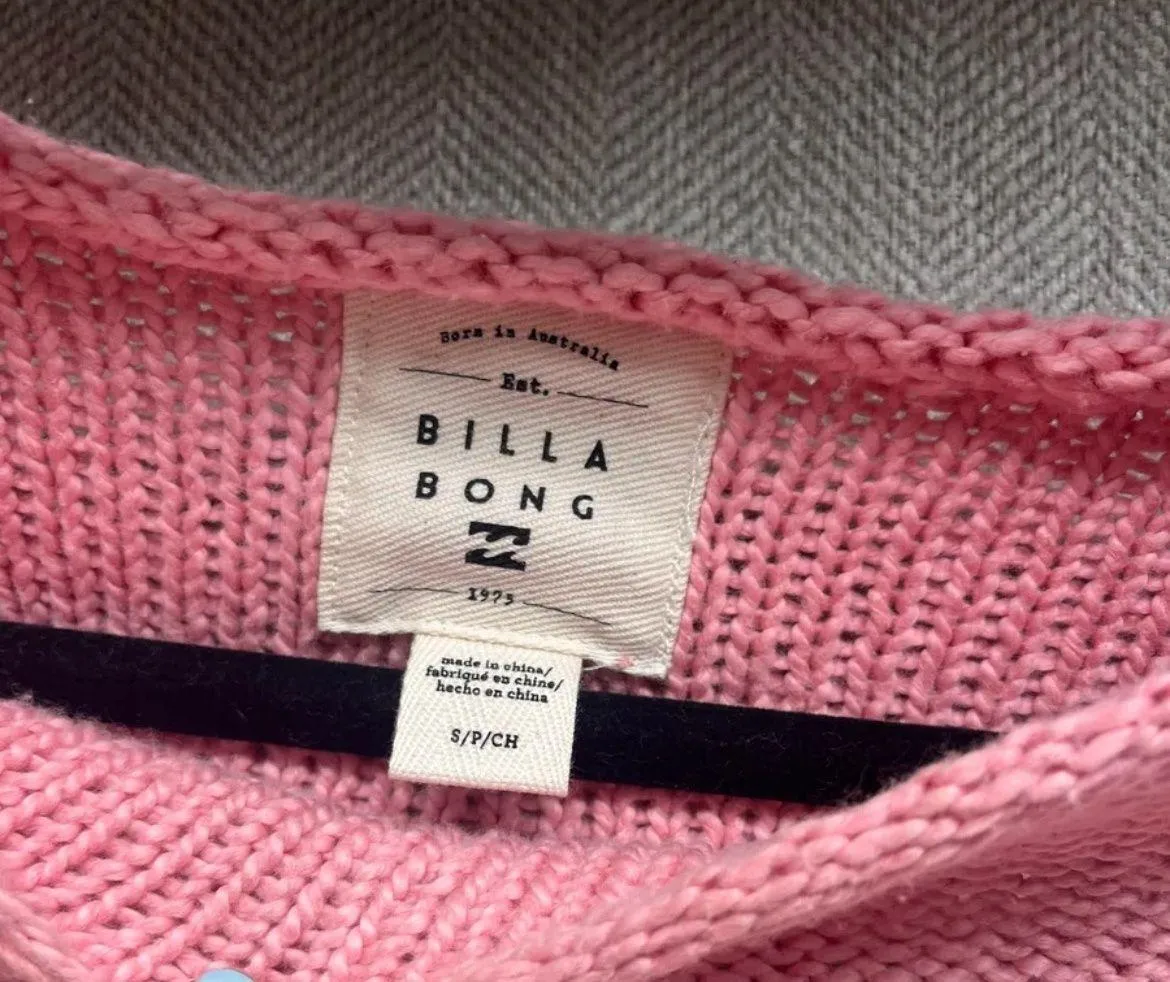 Born in Australia
Est.
BILLA
BONG
1973
made in china/
fabriqué en chine/
hecho en china
S/P/CH